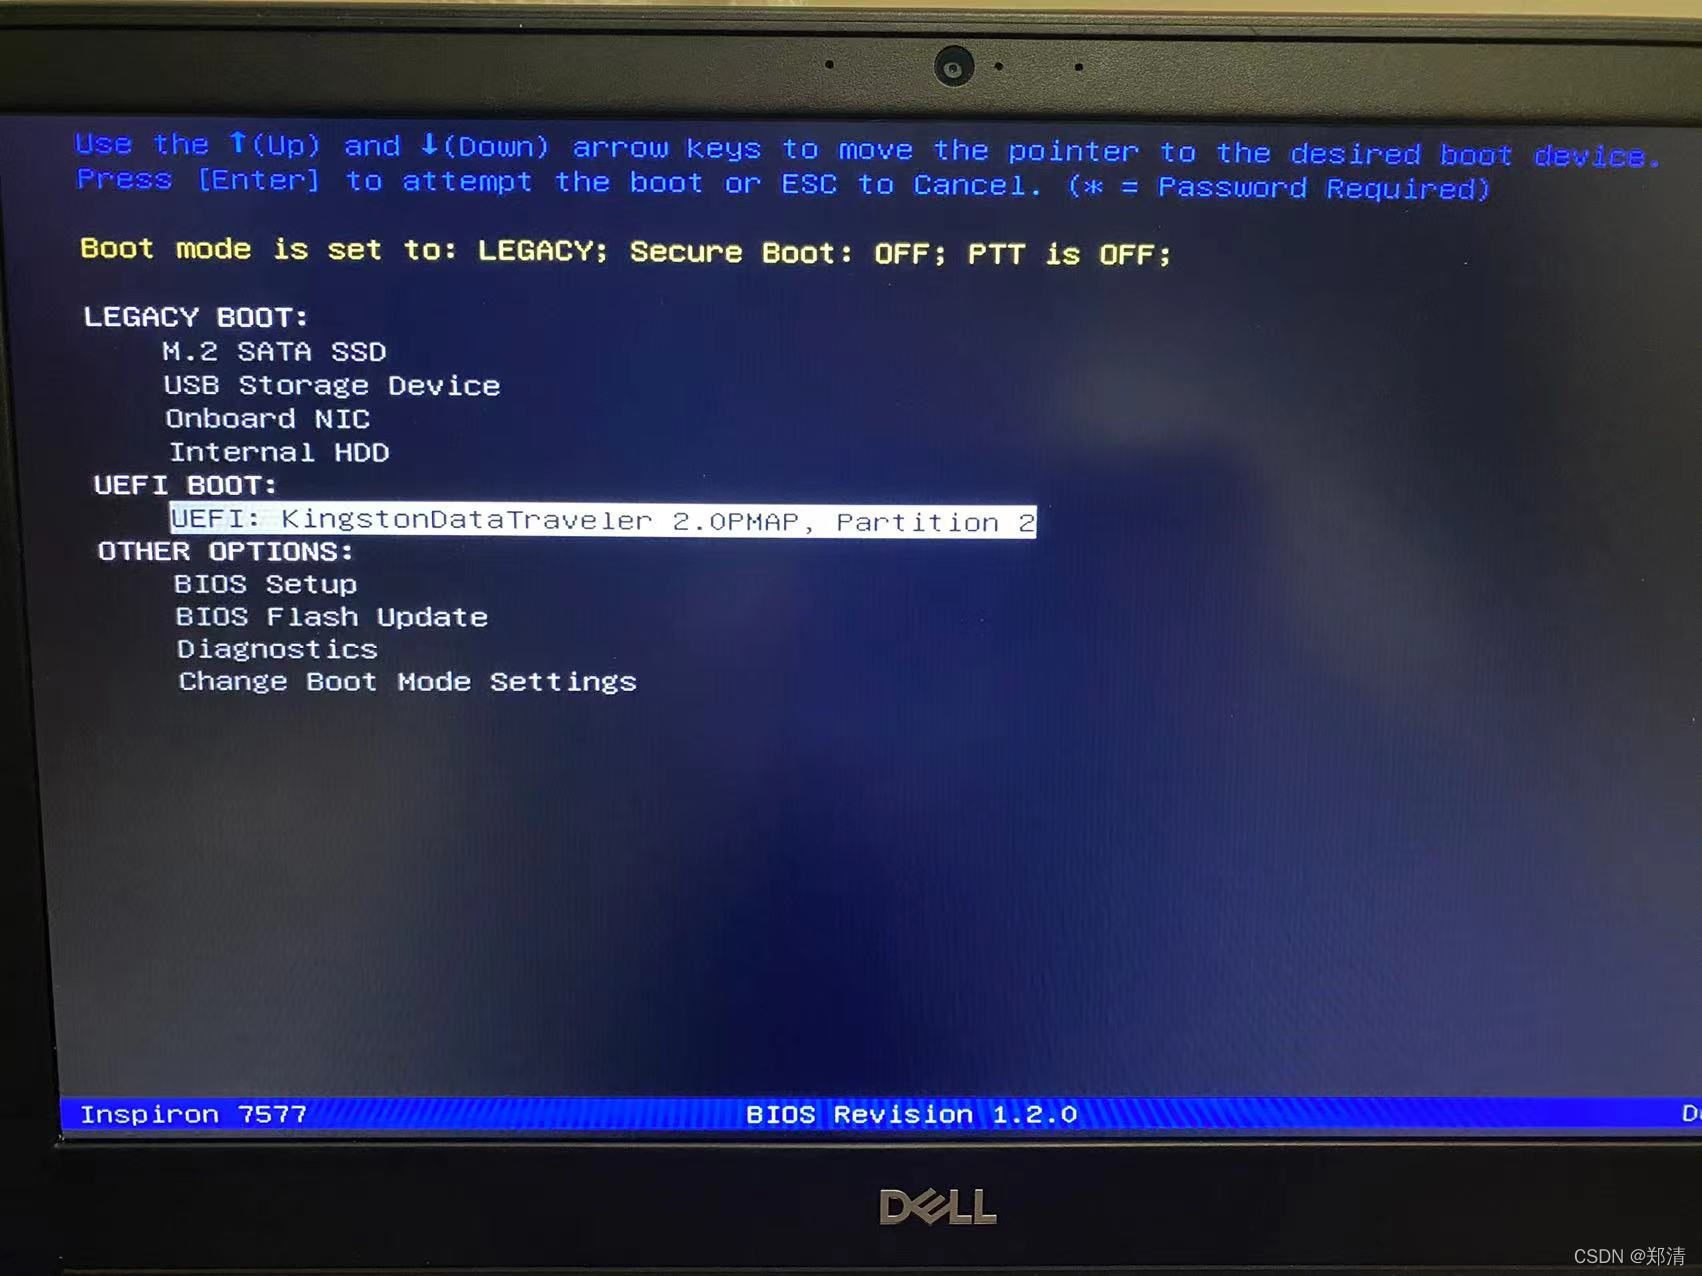 Use the ↑(Up) and ↓(Down) arrow keys to move the pointer to the desired boot device.
Press [Enter] to attempt the boot or ESC to Cancel. (* = Password Required)
Boot mode is set to: LEGACY; Secure Boot: OFF; PTT is OFF;
LEGACY BOOT:
M.2 SATA SSD
USB Storage Device
Onboard NIC
Internal HDD
UEFI BOOT:
UEFI: KingstonDataTraveler 2.0PMAP, Partition 2
OTHER OPTIONS:
BIOS Setup
BIOS Flash Update
Diagnostics
Change Boot Mode Settings
Inspiron 7577 BIOS Revision 1.2.0
DELL
CSDN @郑清